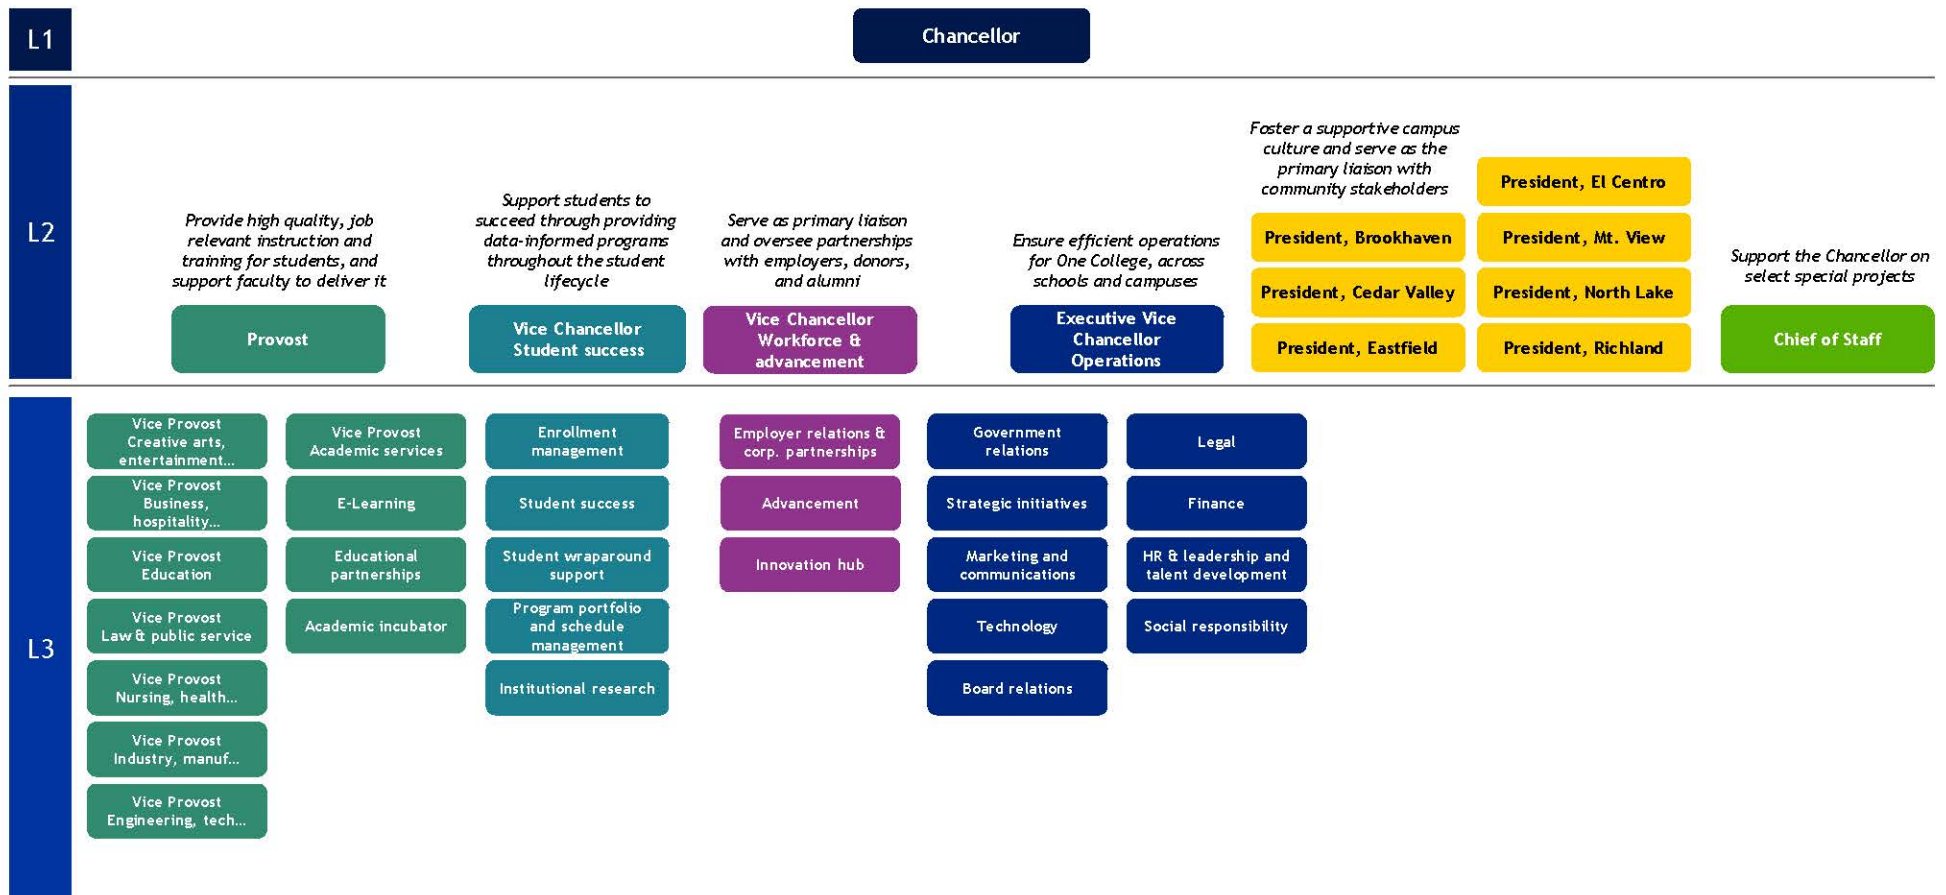 L1
Chancellor
L2
Provide high quality, job
relevant instruction and
training for students, and
support faculty to deliver it
Provost
Support students to
succeed through providing
data-informed programs
throughout the student
lifecycle
Vice Chancellor
Student success
Serve as primary liaison
and oversee partnerships
with employers, donors,
and alumni
Vice Chancellor
Workforce &
advancement
Ensure efficient operations
for One College, across
schools and campuses
Executive Vice
Chancellor
Operations
Foster a supportive campus
culture and serve as the
primary liaison with
community stakeholders
President, Brookhaven
President, Cedar Valley
President, Eastfield
President, El Centro
President, Mt. View
President, North Lake
President, Richland
Support the Chancellor on
select special projects
Chief of Staff
L3
Vice Provost
Creative arts,
entertainment...
Vice Provost
Business,
hospitality...
Vice Provost
Education
Vice Provost
Law & public service
Vice Provost
Nursing, health...
Vice Provost
Industry, manuf...
Vice Provost
Engineering, tech...
Vice Provost
Academic services
E-Learning
Educational
partnerships
Academic incubator
Enrollment
management
Student success
Student wraparound
support
Program portfolio
and schedule
management
Institutional research
Employer relations &
corp. partnerships
Advancement
Innovation hub
Government
relations
Strategic initiatives
Marketing and
communications
Technology
Board relations
Legal
Finance
HR & leadership and
talent development
Social responsibility